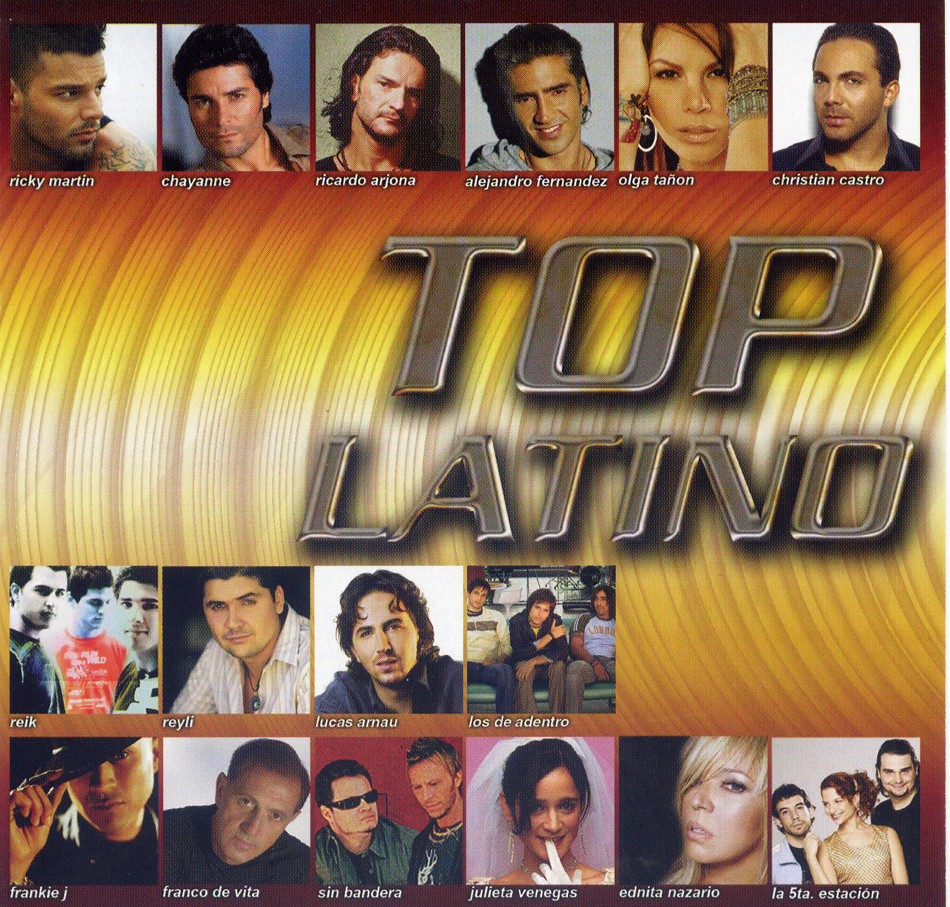 ricky martin
chayanne
ricardo arjona
alejandro fernandez
olga tañon
christian castro
TOP
LATINO
reik
reyli
lucas arnau
los de adentro
frankie j
franco de vita
sin bandera
julieta venegas
ednita nazario
la 5ta. estación